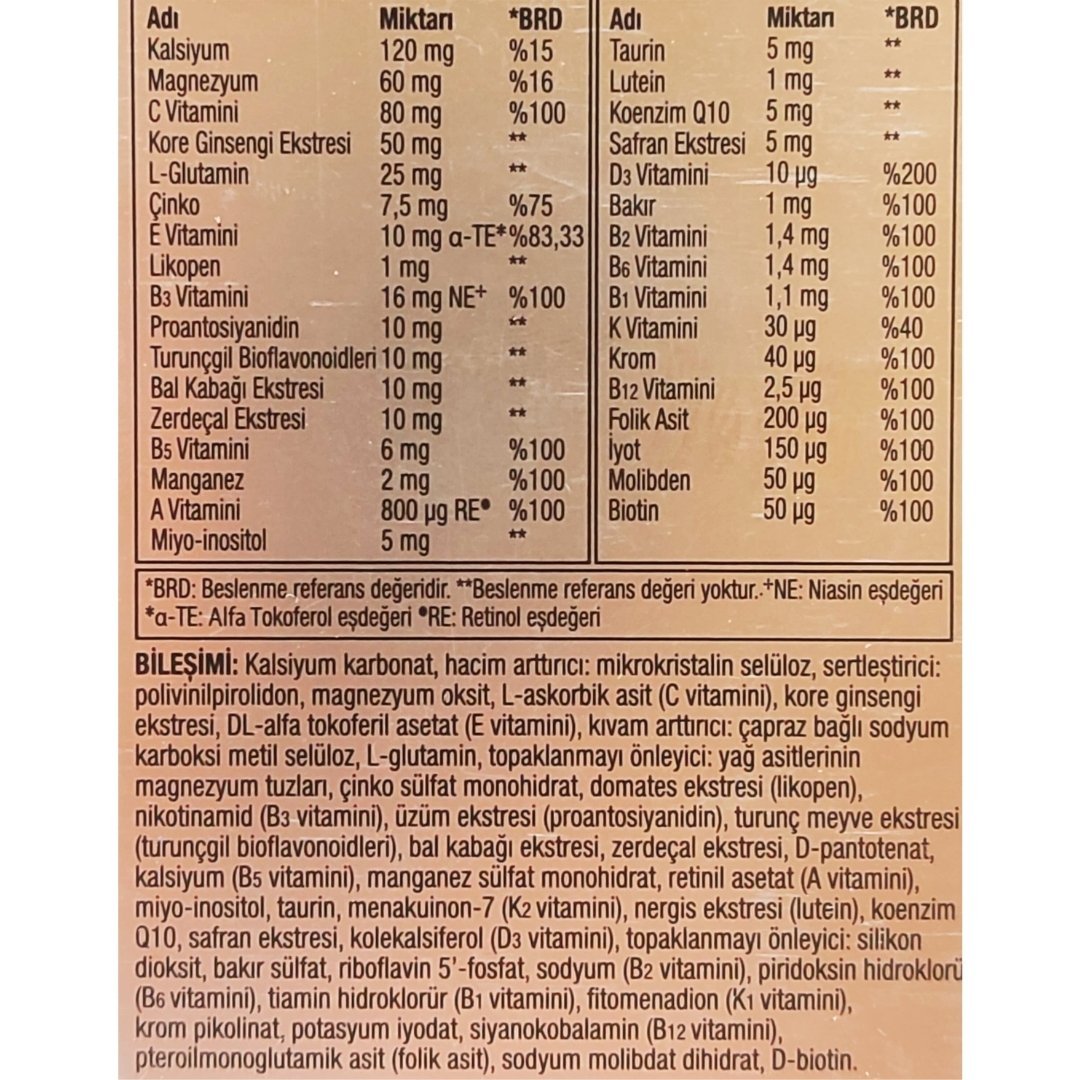 Adı Miktarı *BRD
Kalsiyum 120 mg %15
Magnezyum 60 mg %16
C Vitamini 80 mg %100
Kore Ginsengi Ekstresi 50 mg **
L-Glutamin 25 mg **
Çinko 7,5 mg %75
E Vitamini 10 mg α-TE* %83,33
Likopen 1 mg **
B3 Vitamini 16 mg NE+ %100
Proantosiyanidin 10 mg **
Turunçgil Bioflavonoidleri 10 mg **
Bal Kabağı Ekstresi 10 mg **
Zerdeçal Ekstresi 10 mg **
B5 Vitamini 6 mg %100
Manganez 2 mg %100
A Vitamini 800 µg RE• %100
Miyo-inositol 5 mg **
Adı Miktarı *BRD
Taurin 5 mg **
Lutein 1 mg **
Koenzim Q10 5 mg **
Safran Ekstresi 5 mg **
D3 Vitamini 10 µg %200
Bakır 1 mg %100
B2 Vitamini 1,4 mg %100
B6 Vitamini 1,4 mg %100
B1 Vitamini 1,1 mg %100
K Vitamini 30 µg %40
Krom 40 µg %100
B12 Vitamini 2,5 µg %100
Folik Asit 200 µg %100
İyot 150 µg %100
Molibden 50 µg %100
Biotin 50 µg %100
*BRD: Beslenme referans değeridir. **Beslenme referans değeri yoktur. +NE: Niasin eşdeğeri
*α-TE: Alfa Tokoferol eşdeğeri •RE: Retinol eşdeğeri
BİLEŞİMİ: Kalsiyum karbonat, hacim arttırıcı: mikrokristalin selüloz, sertleştirici:
polivinilpirolidon, magnezyum oksit, L-askorbik asit (C vitamini), kore ginsengi
ekstresi, DL-alfa tokoferil asetat (E vitamini), kıvam arttırıcı: çapraz bağlı sodyum
karboksi metil selüloz, L-glutamin, topaklanmayı önleyici: yağ asitlerinin
magnezyum tuzları, çinko sülfat monohidrat, domates ekstresi (likopen),
nikotinamid (B3 vitamini), üzüm ekstresi (proantosiyanidin), turunç meyve ekstresi
(turunçgil bioflavonoidleri), bal kabağı ekstresi, zerdeçal ekstresi, D-pantotenat,
kalsiyum (B5 vitamini), manganez sülfat monohidrat, retinil asetat (A vitamini),
miyo-inositol, taurin, menakuinon-7 (K2 vitamini), nergis ekstresi (lutein), koenzim
Q10, safran ekstresi, kolekalsiferol (D3 vitamini), topaklanmayı önleyici: silikon
dioksit, bakır sülfat, riboflavin 5'-fosfat, sodyum (B2 vitamini), piridoksin hidroklorü
(B6 vitamini), tiamin hidroklorür (B1 vitamini), fitomenadion (K1 vitamini),
krom pikolinat, potasyum iyodat, siyanokobalamin (B12 vitamini),
pteroilmonoglutamik asit (folik asit), sodyum molibdat dihidrat, D-biotin.